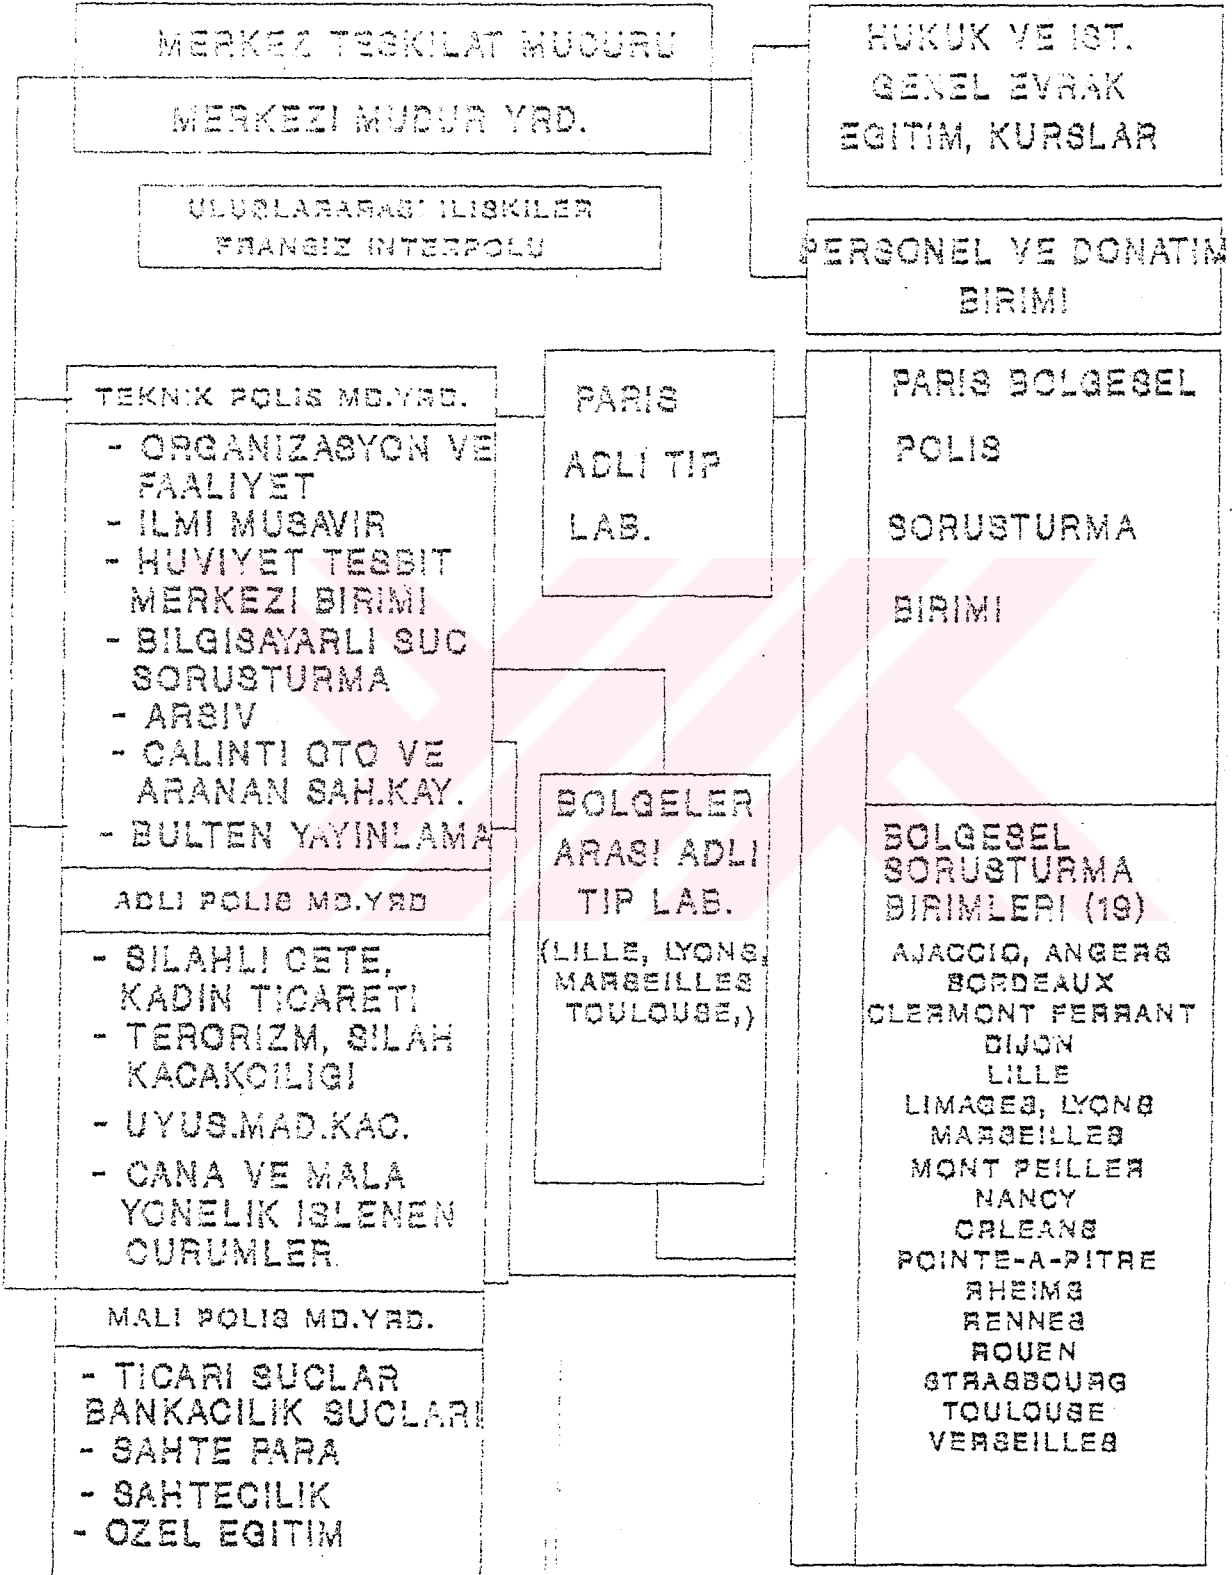 MERKEZ TESKILAT MUDURU
MERKEZI MUDUR YRD.
HUKUK VE IST.
GENEL EVRAK
EGITIM, KURSLAR
ULUSLARARASI ILISKILER
FRANSIZ INTERPOLU
PERSONEL VE DONATIM
BIRIMI
TEKNIK POLIS MD.YRD.
- ORGANIZASYON VE
FAALIYET
- ILMI MUSAVIR
- HUVIYET TESBIT
MERKEZI BIRIMI
- BILGISAYARLI SUC
SORUSTURMA
- ARSIV
- CALINTI OTO VE
ARANAN SAH.KAY.
- BULTEN YAYINLAMA
ADLI POLIS MD.YRD
- SILAHLI CETE,
KADIN TICARETI
- TERORIZM, SILAH
KACAKCILIGI
- UYUS.MAD.KAC.
- CANA VE MALA
YONELIK ISLENEN
CURUMLER
MALI POLIS MD.YRD.
- TICARI SUCLAR
BANKACILIK SUCLARI
- SAHTE PARA
- SAHTECILIK
- OZEL EGITIM
PARIS
ADLI TIP
LAB.
BOLGELER
ARASI ADLI
TIP LAB.
(LILLE, LYONS,
MARSEILLES
TOULOUSE,)
PARIS BOLGESEL
POLIS
SORUSTURMA
BIRIMI
BOLGESEL
SORUSTURMA
BIRIMLERI (19)
AJACCIO, ANGERS
BORDEAUX
CLERMONT FERRANT
DIJON
LILLE
LIMAGES, LYONS
MARSEILLES
MONT PEILLER
NANCY
ORLEANS
POINTE-A-PITRE
RHEIMS
RENNES
ROUEN
STRASBOURG
TOULOUSE
VERSEILLES